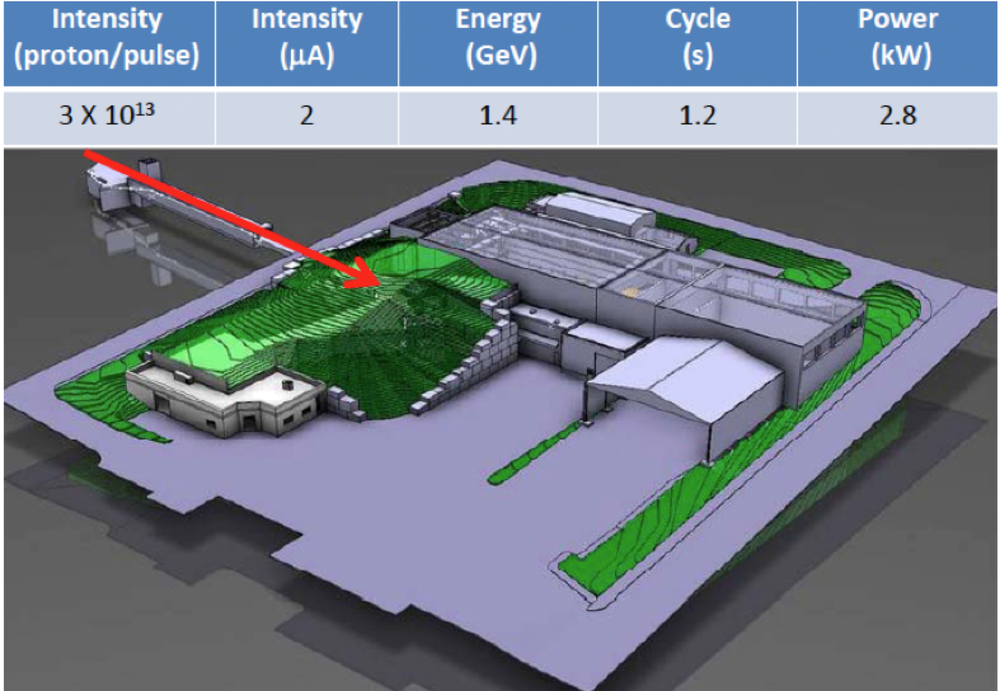 Intensity Intensity Energy Cycle Power
(proton/pulse) (μA) (GeV) (s) (kW)
3 X 10¹³ 2 1.4 1.2 2.8